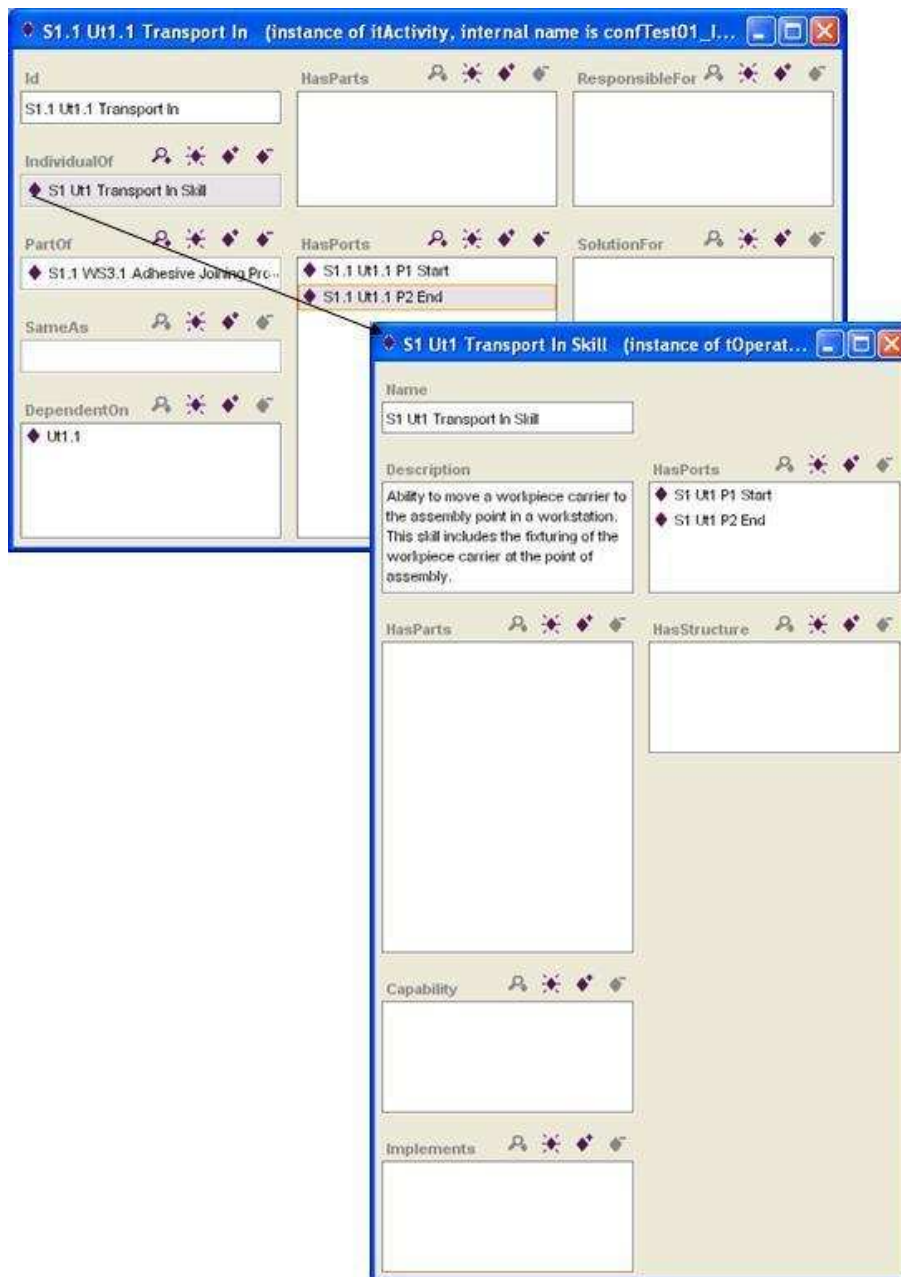 S1.1 Ut1.1 Transport In (instance of itActivity, internal name is confTest01_I...
Id
S1.1 Ut1.1 Transport In
IndividualOf
S1 Ut1 Transport In Skill
PartOf
S1.1 WS3.1 Adhesive Joining Pro...
SameAs
DependentOn
Ut1.1
HasParts
HasPorts
S1.1 Ut1.1 P1 Start
S1.1 Ut1.1 P2 End
ResponsibleFor
SolutionFor
S1 Ut1 Transport In Skill (instance of tOperat...
Name
S1 Ut1 Transport In Skill
Description
Ability to move a workpiece carrier to
the assembly point in a workstation.
This skill includes the fixturing of the
workpiece carrier at the point of
assembly.
HasPorts
S1 Ut1 P1 Start
S1 Ut1 P2 End
HasParts
HasStructure
Capability
Implements